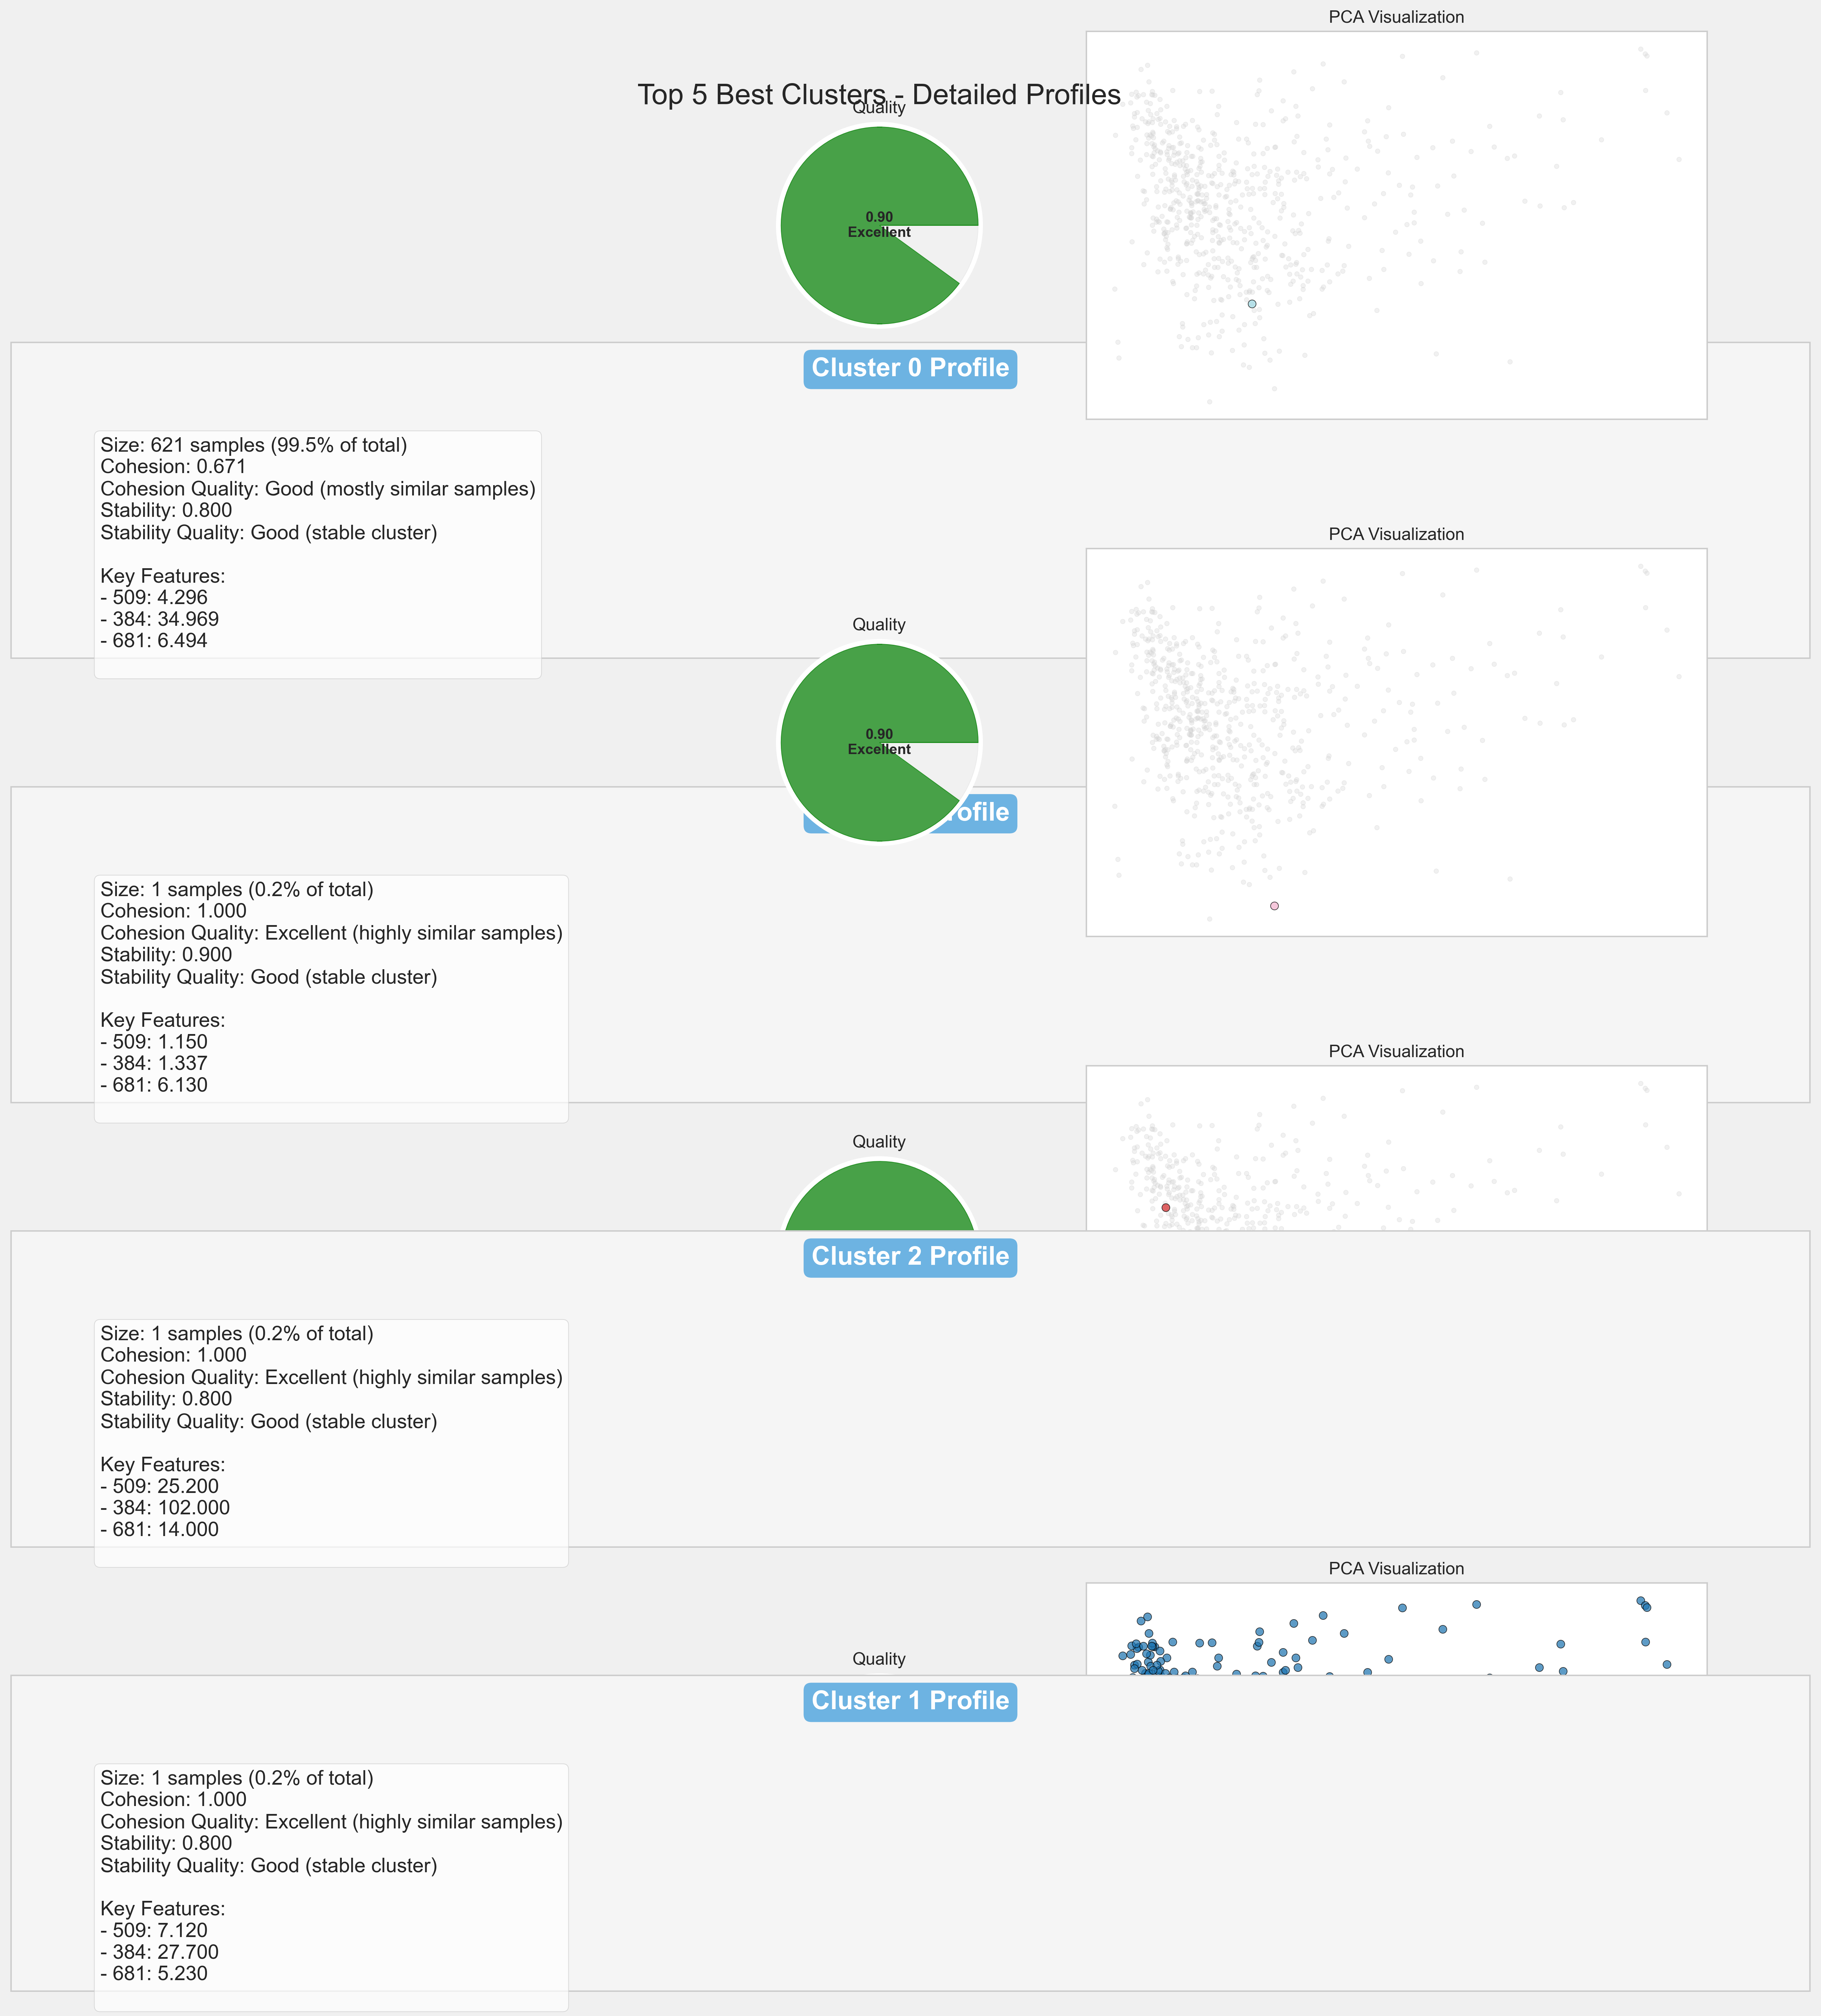 PCA Visualization
Top 5 Best Clusters - Detailed Profiles
Quality
0.90
Excellent
Cluster 0 Profile
Size: 621 samples (99.5% of total)
Cohesion: 0.671
Cohesion Quality: Good (mostly similar samples)
Stability: 0.800
Stability Quality: Good (stable cluster)
Key Features:
- 509: 4.296
- 384: 34.969
- 681: 6.494
PCA Visualization
Quality
0.90
Excellent
Size: 1 samples (0.2% of total)
Cohesion: 1.000
Cohesion Quality: Excellent (highly similar samples)
Stability: 0.900
Stability Quality: Good (stable cluster)
Key Features:
- 509: 1.150
- 384: 1.337
- 681: 6.130
PCA Visualization
Quality
Cluster 2 Profile
Size: 1 samples (0.2% of total)
Cohesion: 1.000
Cohesion Quality: Excellent (highly similar samples)
Stability: 0.800
Stability Quality: Good (stable cluster)
Key Features:
- 509: 25.200
- 384: 102.000
- 681: 14.000
PCA Visualization
Quality
Cluster 1 Profile
Size: 1 samples (0.2% of total)
Cohesion: 1.000
Cohesion Quality: Excellent (highly similar samples)
Stability: 0.800
Stability Quality: Good (stable cluster)
Key Features:
- 509: 7.120
- 384: 27.700
- 681: 5.230